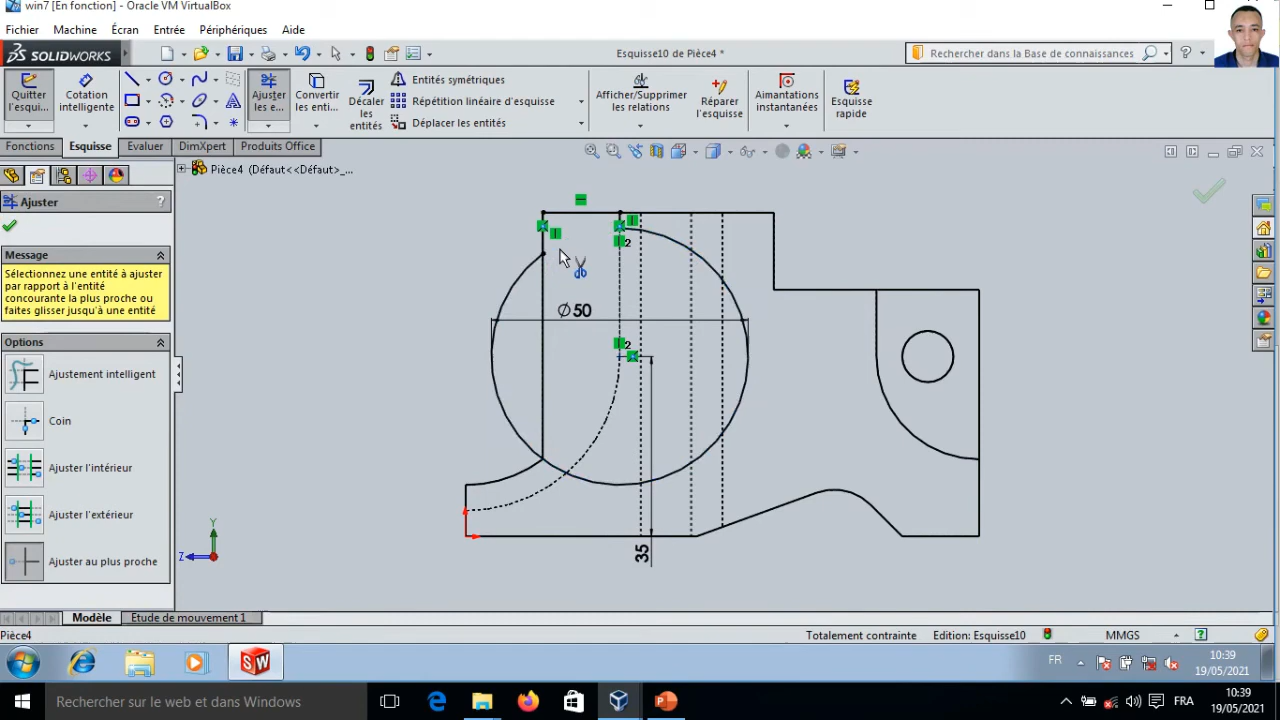 win7 [En fonction] - Oracle VM VirtualBox
Fichier Machine Écran Entrée Périphériques Aide
SOLIDWORKS
Esquisse10 de Pièce4 *
Rechercher dans la Base de connaissances
Quitter l'esqui...
Cotation intelligente
Ajuster les e...
Convertir les enti...
Décaler les entités
Entités symétriques
Répétition linéaire d'esquisse
Déplacer les entités
Afficher/Supprimer les relations
Réparer l'esquisse
Aimantations instantanées
Esquisse rapide
Fonctions Esquisse Evaluer DimXpert Produits Office
Pièce4 (Défaut<<Défaut>_...
Ajuster ?
Message
Sélectionnez une entité à ajuster
par rapport à l'entité
concourante la plus proche ou
faites glisser jusqu'à une entité
Options
Ajustement intelligent
Coin
Ajuster l'intérieur
Ajuster l'extérieur
Ajuster au plus proche
2
Ø50
2
35
Y
Z
Modèle Etude de mouvement 1
Pièce4 Totalement contrainte Edition: Esquisse10 MMGS
FR
10:39
19/05/2021
Rechercher sur le web et dans Windows
FRA
10:39
19/05/2021